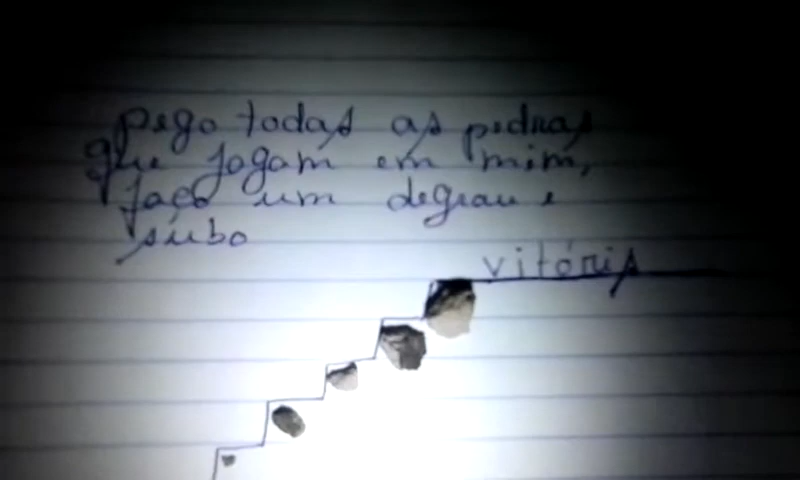 pego todas as pedras
que jogam em mim,
faço um degrau e
subo
vitória